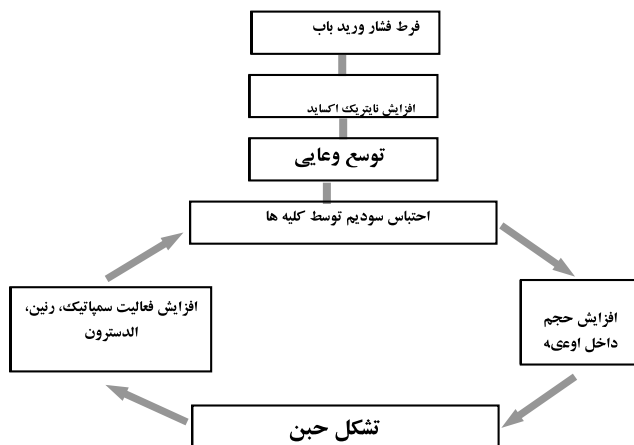 فرط فشار ورید باب
افزایش نایتریک اکساید
توسع وعایی
احتباس سودیم توسط کلیه ها
افزایش حجم
داخل اوعیه
افزایش فعالیت سمپاتیک، رنین،
الدسترون
تشکل حبن